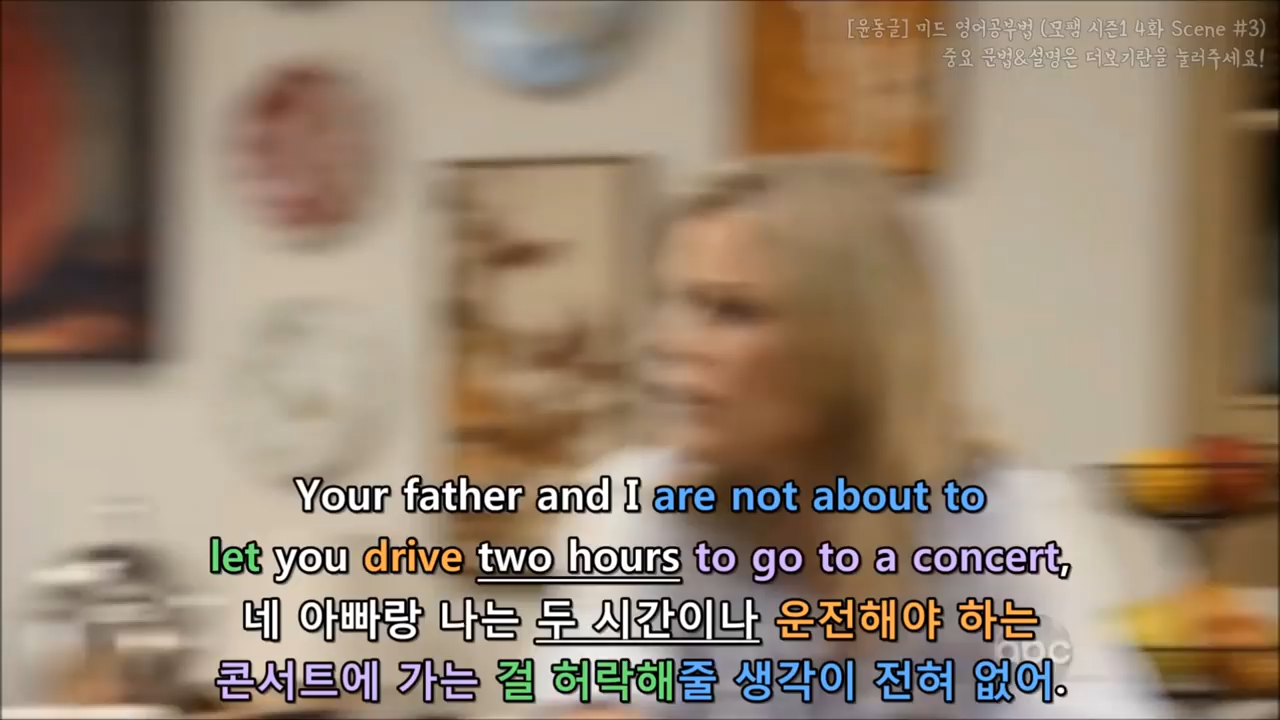 [윤동글] 미드 영어공부법 (모팸 시즌1 4화 Scene #3)
중요 문법&설명은 더보기란을 눌러주세요!
Your father and I are not about to
let you drive two hours to go to a concert,
네 아빠랑 나는 두 시간이나 운전해야 하는
콘서트에 가는 걸 허락해줄 생각이 전혀 없어.
abc